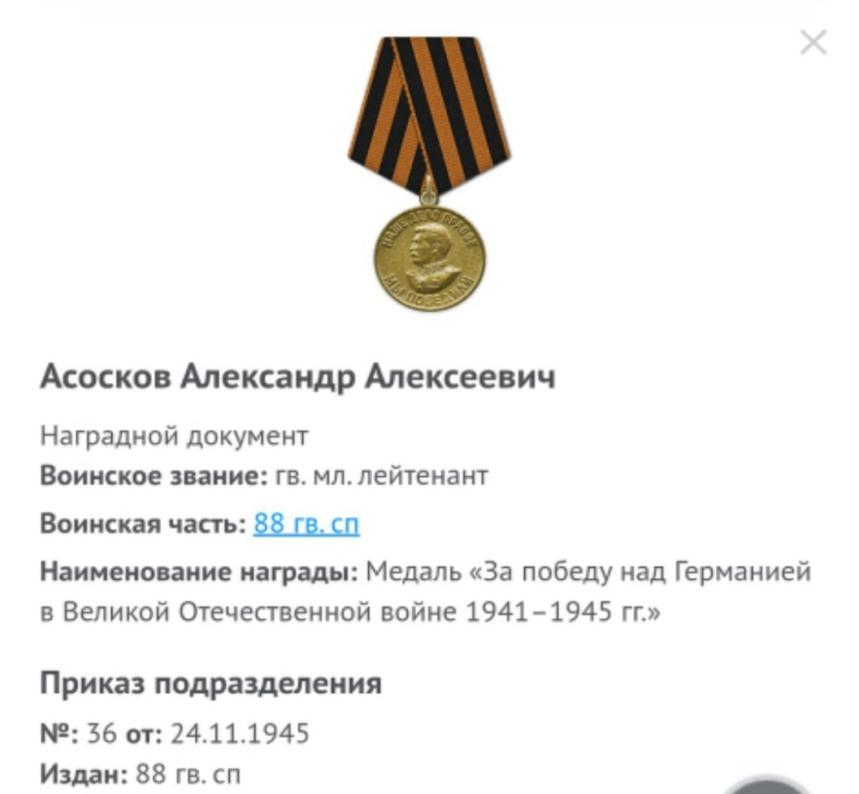 НАШЕ ДЕЛО ПРАВОЕ
МЫ ПОБЕДИЛИ
Асосков Александр Алексеевич
Наградной документ
Воинское звание: гв. мл. лейтенант
Воинская часть: 88 гв. сп
Наименование награды: Медаль «За победу над Германией
в Великой Отечественной войне 1941–1945 гг.»
Приказ подразделения
№: 36 от: 24.11.1945
Издан: 88 гв. сп